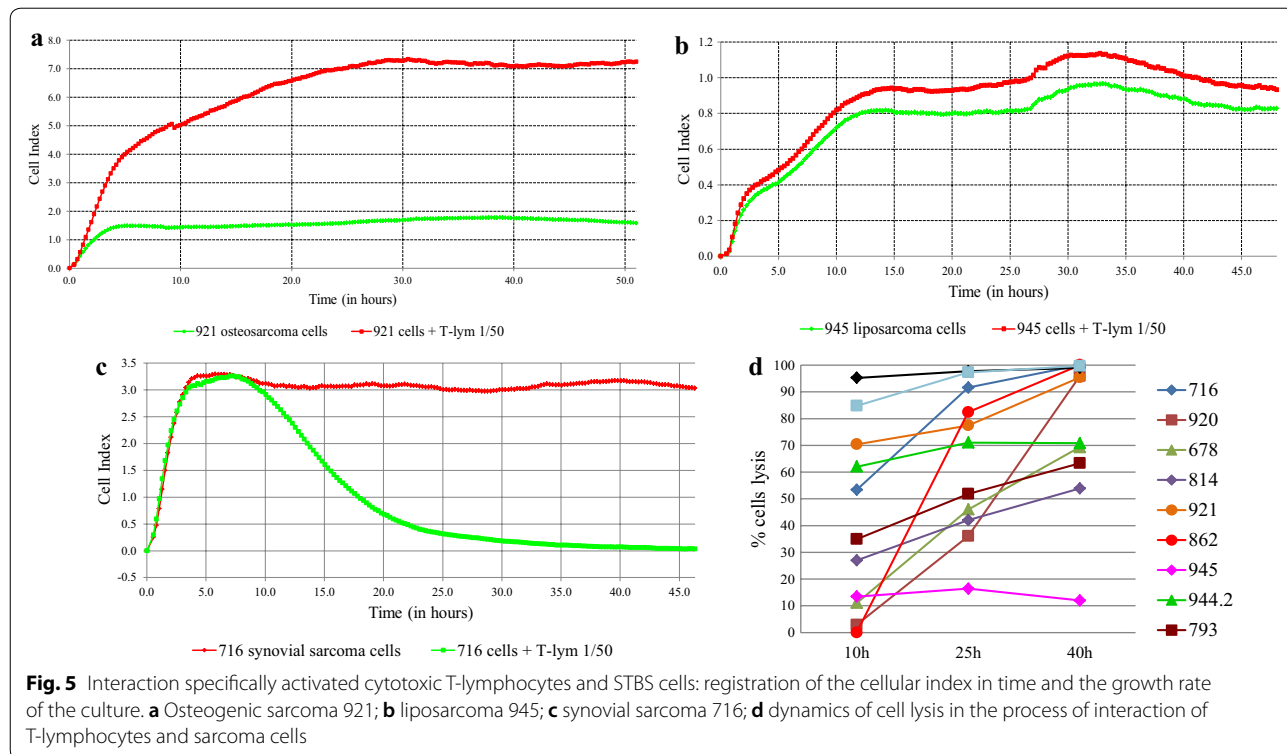 a
8.0
7.0
6.0
5.0
4.0
3.0
2.0
1.0
0.0
Cell Index
0.0 10.0 20.0 30.0 40.0 50.0
Time (in hours)
921 osteosarcoma cells 921 cells + T-lym 1/50
b
1.2
1.0
0.8
0.6
0.4
0.2
0.0
Cell Index
0.0 5.0 10.0 15.0 20.0 25.0 30.0 35.0 40.0 45.0
Time (in hours)
945 liposarcoma cells 945 cells + T-lym 1/50
c
3.5
3.0
2.5
2.0
1.5
1.0
0.5
0.0
-0.5
Cell Index
0.0 5.0 10.0 15.0 20.0 25.0 30.0 35.0 40.0 45.0
Time (in hours)
716 synovial sarcoma cells 716 cells + T-lym 1/50
d
100
90
80
70
60
50
40
30
20
10
0
% cells lysis
10h 25h 40h
716
920
678
814
921
862
945
944.2
793
Fig. 5 Interaction specifically activated cytotoxic T-lymphocytes and STBS cells: registration of the cellular index in time and the growth rate
of the culture. a Osteogenic sarcoma 921; b liposarcoma 945; c synovial sarcoma 716; d dynamics of cell lysis in the process of interaction of
T-lymphocytes and sarcoma cells